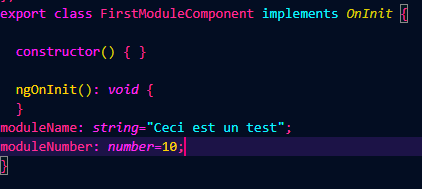 export class FirstModuleComponent implements OnInit {
constructor() { }
ngOnInit(): void {
}
moduleName: string="Ceci est un test";
moduleNumber: number=10;
}